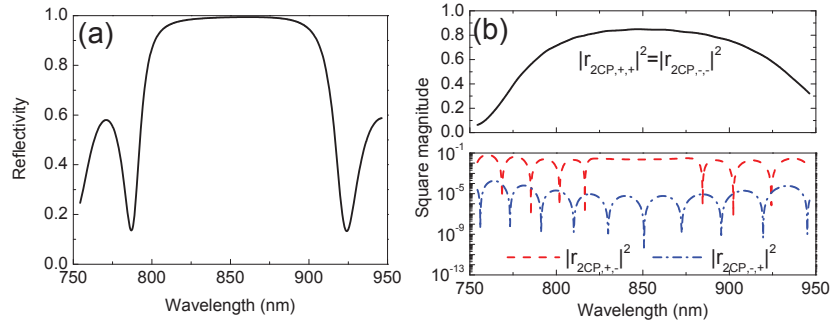 (a)
1.0
0.8
0.6
0.4
0.2
0.0
Reflectivity
750 800 850 900 950
Wavelength (nm)
(b)
1.0
0.8
0.6
0.4
0.2
0.0
|r2CP,+,+|²=|r2CP,-,-|²
Square magnitude
10⁻¹
10⁻⁵
10⁻⁹
10⁻¹³
|r2CP,+,-|² |r2CP,-,+|²
750 800 850 900 950
Wavelength (nm)